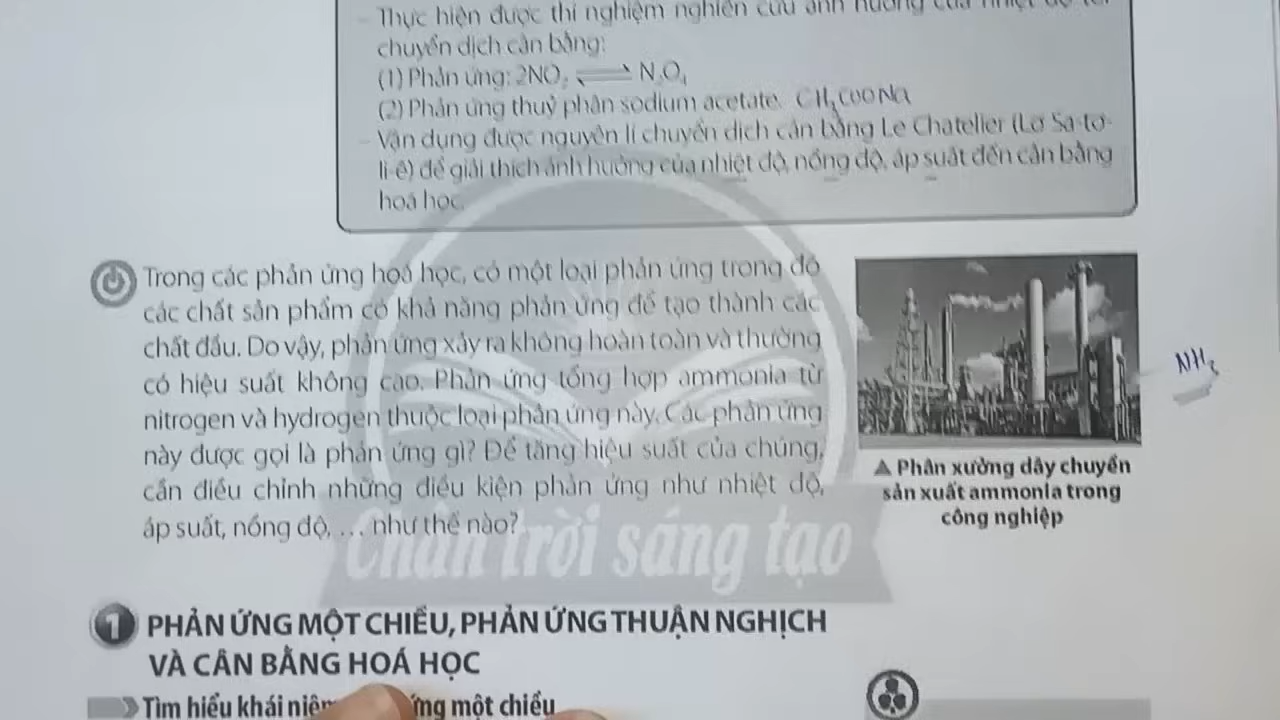 Thực hiện được thí nghiệm nghiên cứu ảnh hưởng của nhiệt độ tới
chuyển dịch cân bằng:
(1) Phản ứng: 2NO₂ ⇌ N₂O₄
(2) Phản ứng thuỷ phân sodium acetate. CH₃COONa
– Vận dụng được nguyên lí chuyển dịch cân bằng Le Chatelier (Lơ Sa-tơ-
li-ê) để giải thích ảnh hưởng của nhiệt độ, nồng độ, áp suất đến cân bằng
hoá học.
Trong các phản ứng hoá học, có một loại phản ứng trong đó
các chất sản phẩm có khả năng phản ứng để tạo thành các
chất đầu. Do vậy, phản ứng xảy ra không hoàn toàn và thường
có hiệu suất không cao. Phản ứng tổng hợp ammonia từ
nitrogen và hydrogen thuộc loại phản ứng này. Các phản ứng
này được gọi là phản ứng gì? Để tăng hiệu suất của chúng,
cần điều chỉnh những điều kiện phản ứng như nhiệt độ,
áp suất, nồng độ, … như thế nào?
NH₃
▲ Phân xưởng dây chuyền
sản xuất ammonia trong
công nghiệp
Chân trời sáng tạo
1 PHẢN ỨNG MỘT CHIỀU, PHẢN ỨNG THUẬN NGHỊCH
VÀ CÂN BẰNG HOÁ HỌC
Tìm hiểu khái ứng một chiều